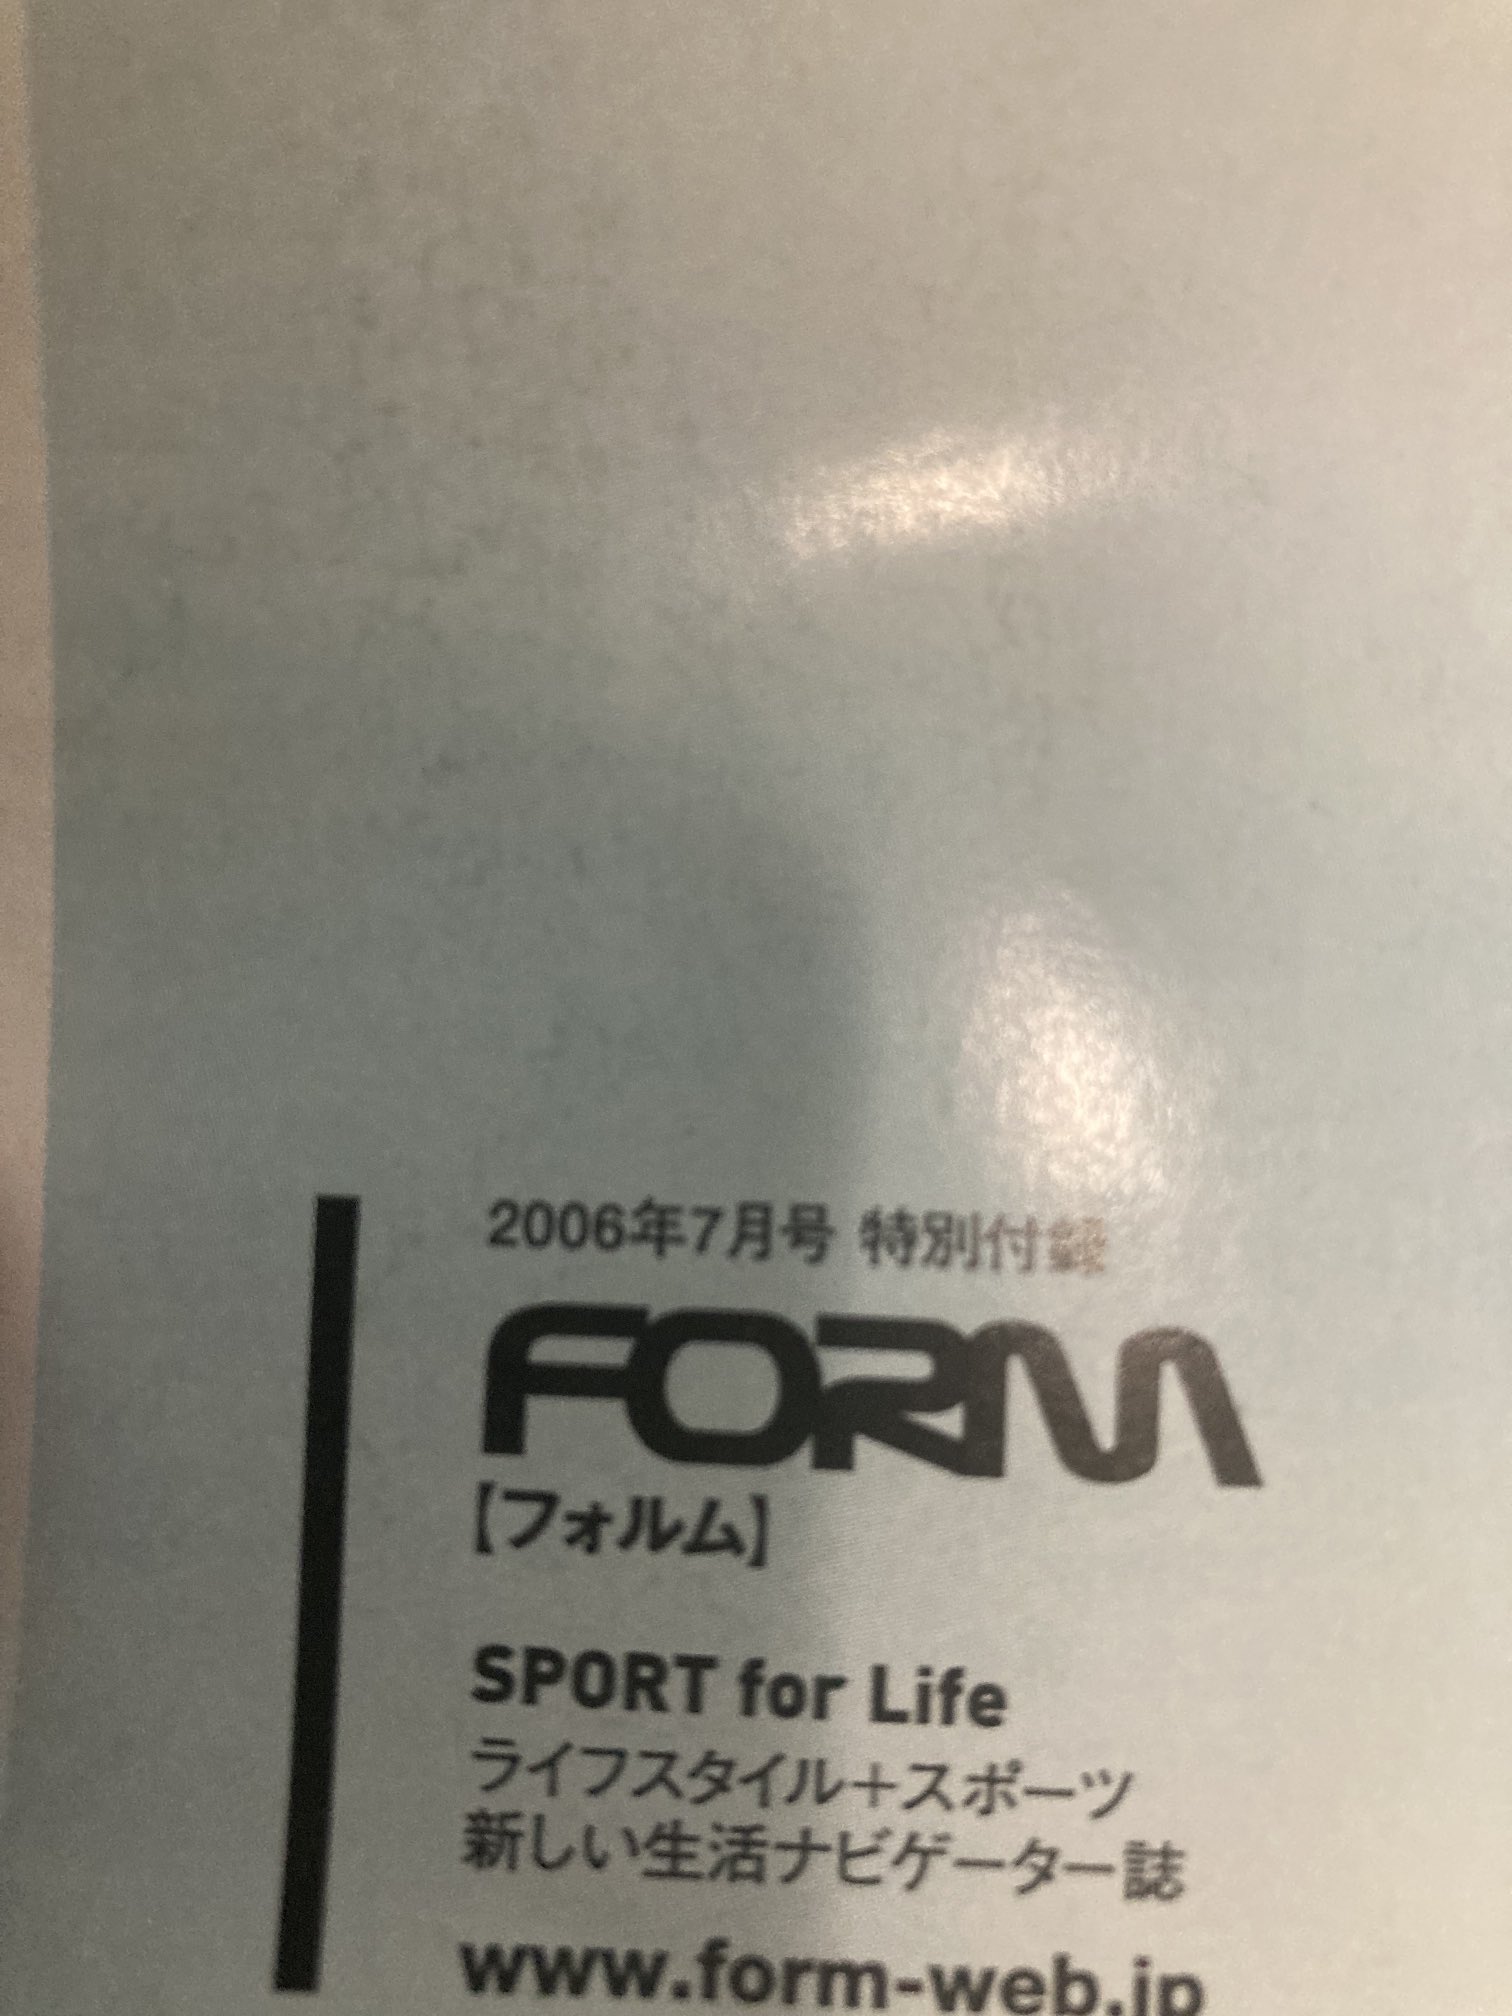 2006年7月号 特別付録
FORM
【フォルム】
SPORT for Life
ライフスタイル+スポーツ
新しい生活ナビゲーター誌
www.form-web.jp